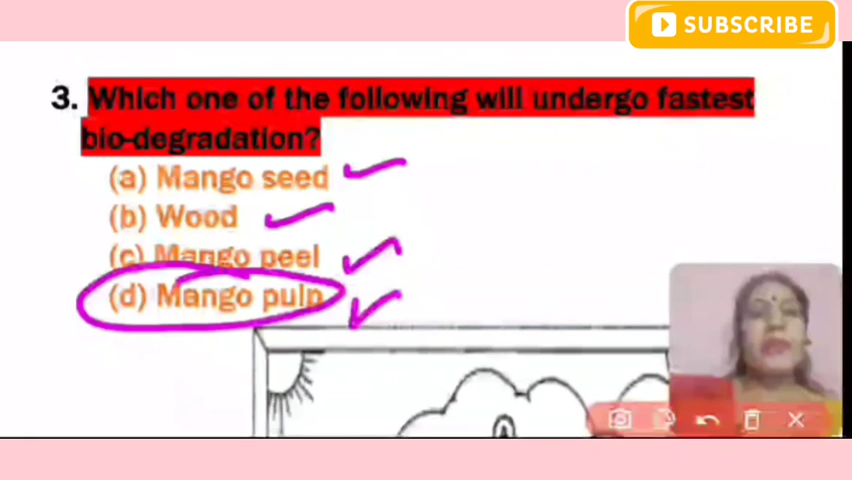 SUBSCRIBE
3. Which one of the following will undergo fastest
bio-degradation?
(a) Mango seed
(b) Wood
(c) Mango peel
(d) Mango pulp
A